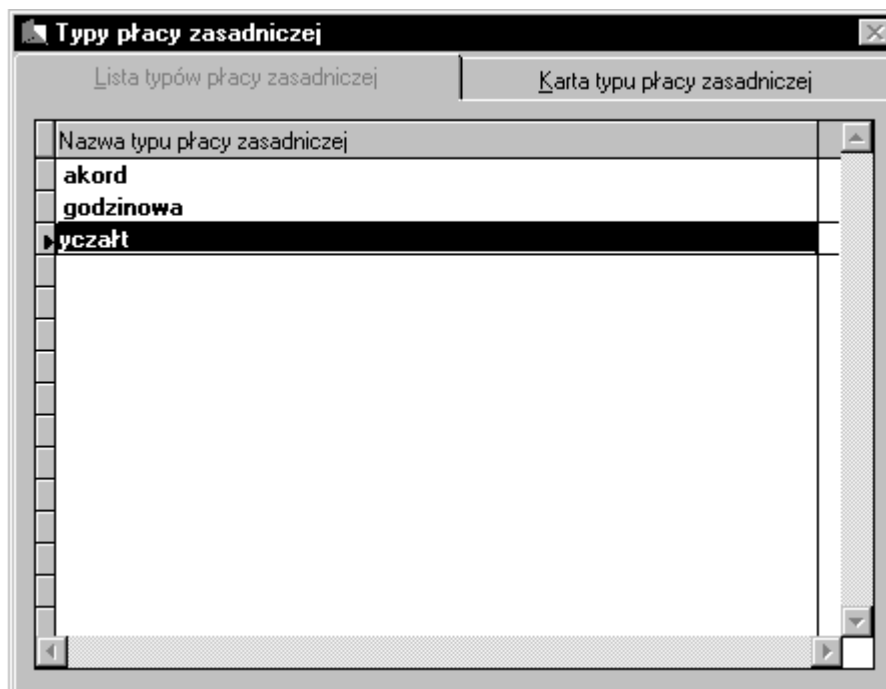 Typy płacy zasadniczej
Lista typów płacy zasadniczej
Karta typu płacy zasadniczej
Nazwa typu płacy zasadniczej
akord
godzinowa
yczałt